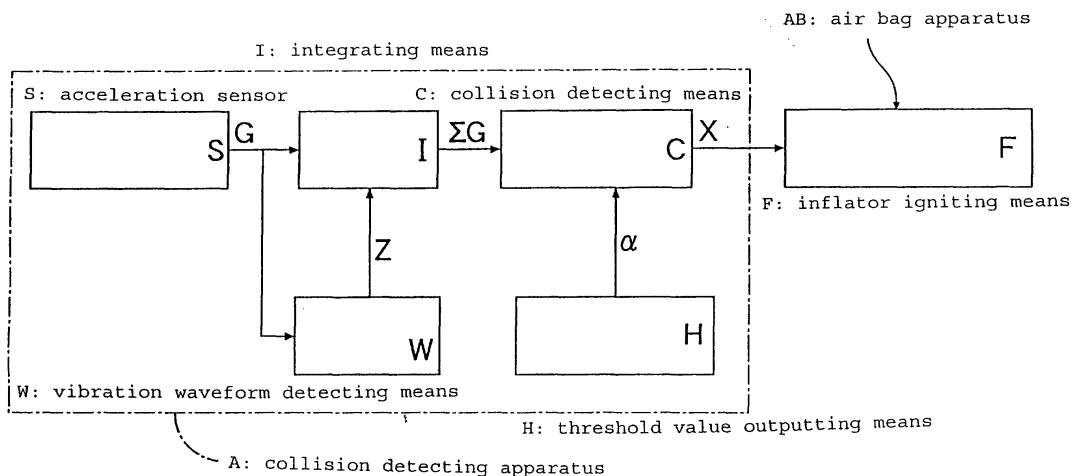 AB: air bag apparatus
I: integrating means
S: acceleration sensor
C: collision detecting means
G
ΣG
X
S
I
C
F
F: inflator igniting means
Z
α
W
H
W: vibration waveform detecting means
H: threshold value outputting means
A: collision detecting apparatus